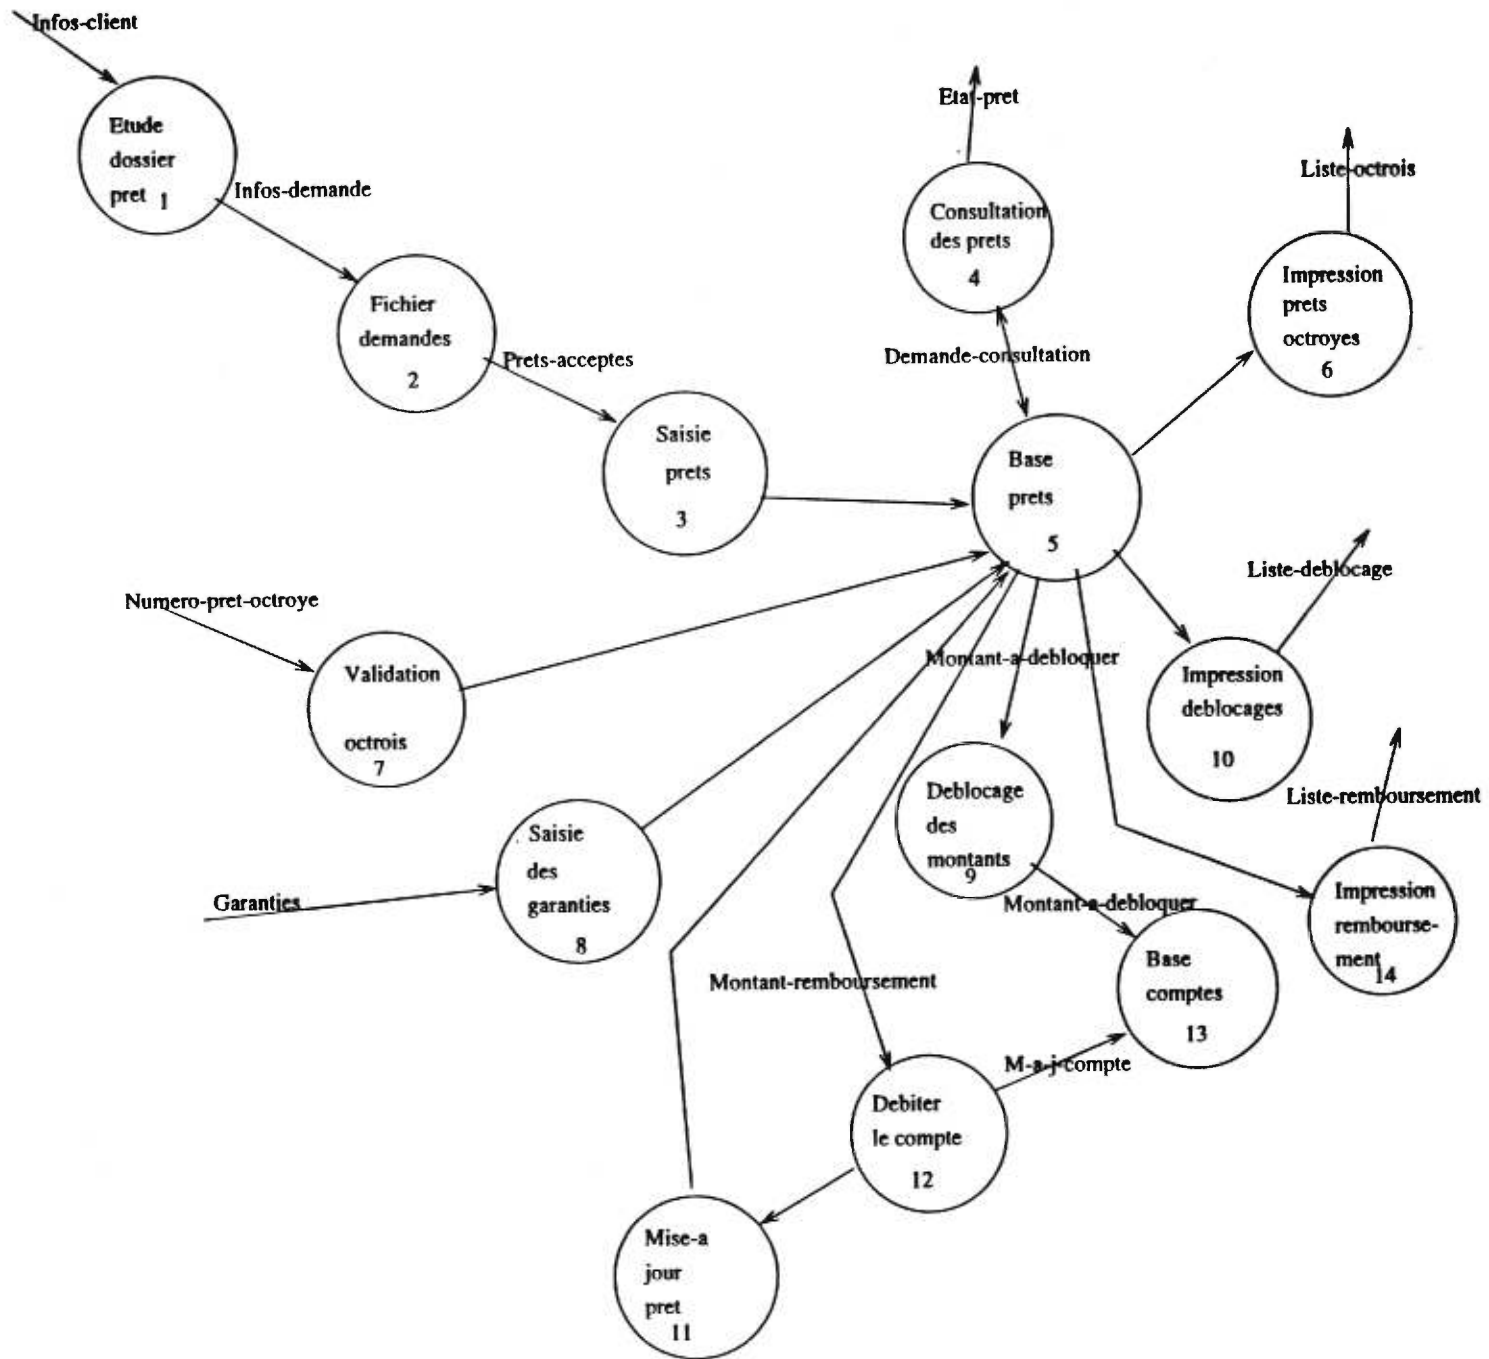 Infos-client
Etude
dossier
pret 1
Infos-demande
Fichier
demandes
2
Prets-acceptes
Saisie
prets
3
Etat-pret
Consultation
des prets
4
Demande-consultation
Liste-octrois
Impression
prets
octroyes
6
Base
prets
5
Numero-pret-octroye
Validation
octrois
7
Liste-deblocage
Montant-a-debloquer
Impression
deblocages
10
Saisie
des
garanties
8
Garanties
Deblocage
des
montants
9
Montant-a-debloquer
Liste-remboursement
Impression
rembourse-
ment
14
Base
comptes
13
Montant-remboursement
M-a-j-compte
Debiter
le compte
12
Mise-a
jour
pret
11